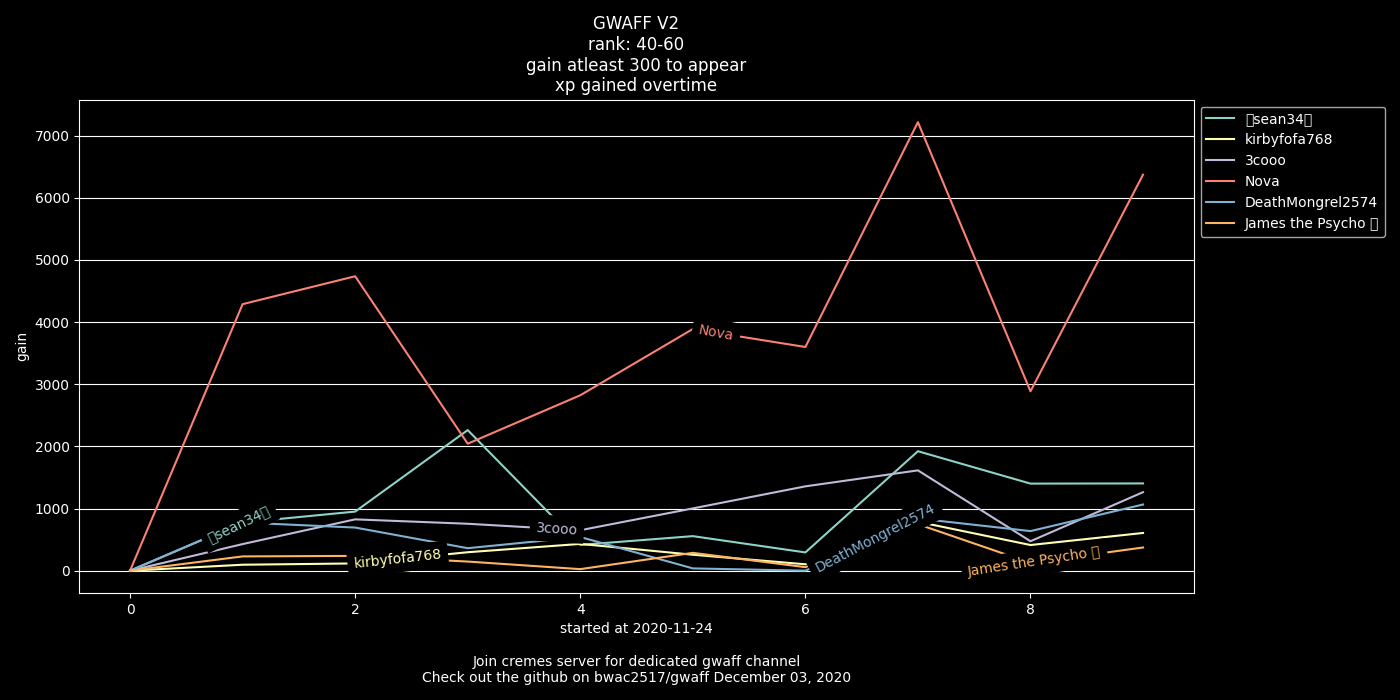 GWAFF V2
rank: 40-60
gain atleast 300 to appear
xp gained overtime
7000
6000
5000
4000
3000
2000
1000
0
gain
0
2
4
6
8
started at 2020-11-24
Join cremes server for dedicated gwaff channel
Check out the github on bwac2517/gwaff December 03, 2020
sean34
kirbyfofa768
3cooo
Nova
DeathMongrel2574
James the Psycho
sean34
kirbyfofa768
3cooo
Nova
DeathMongrel2574
James the Psycho